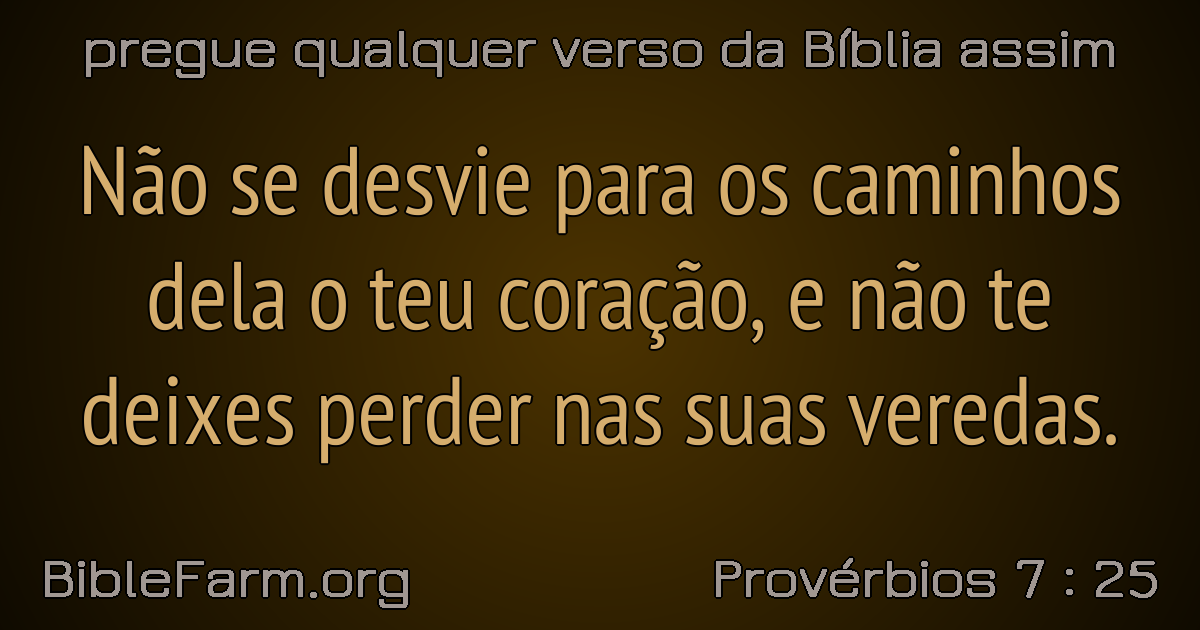 pregue qualquer verso da Bíblia assim
Não se desvie para os caminhos
dela o teu coração, e não te
deixes perder nas suas veredas.
BibleFarm.org
Provérbios 7 : 25